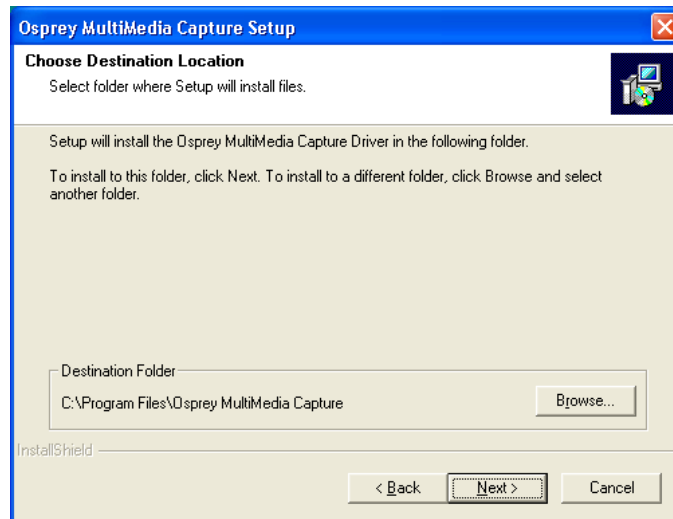 Osprey MultiMedia Capture Setup
Choose Destination Location
Select folder where Setup will install files.
Setup will install the Osprey MultiMedia Capture Driver in the following folder.
To install to this folder, click Next. To install to a different folder, click Browse and select
another folder.
Destination Folder
C:\Program Files\Osprey MultiMedia Capture
Browse...
InstallShield
< Back
Next >
Cancel